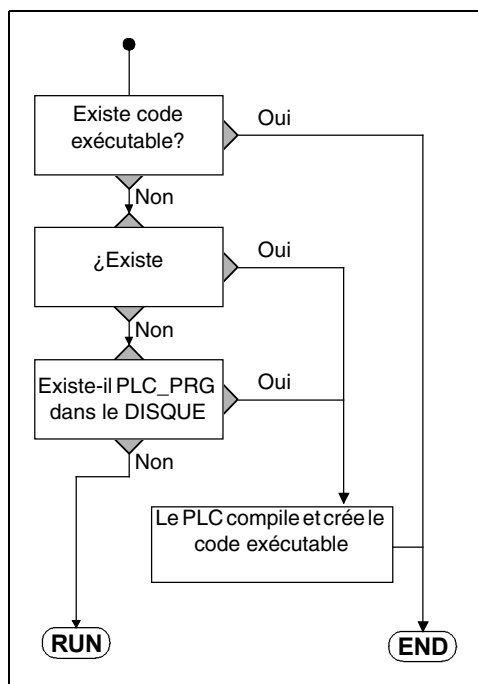 Existe code
exécutable?
Oui
Non
¿Existe
Oui
Non
Existe-il PLC_PRG
dans le DISQUE
Oui
Non
Le PLC compile et crée le
code exécutable
RUN
END